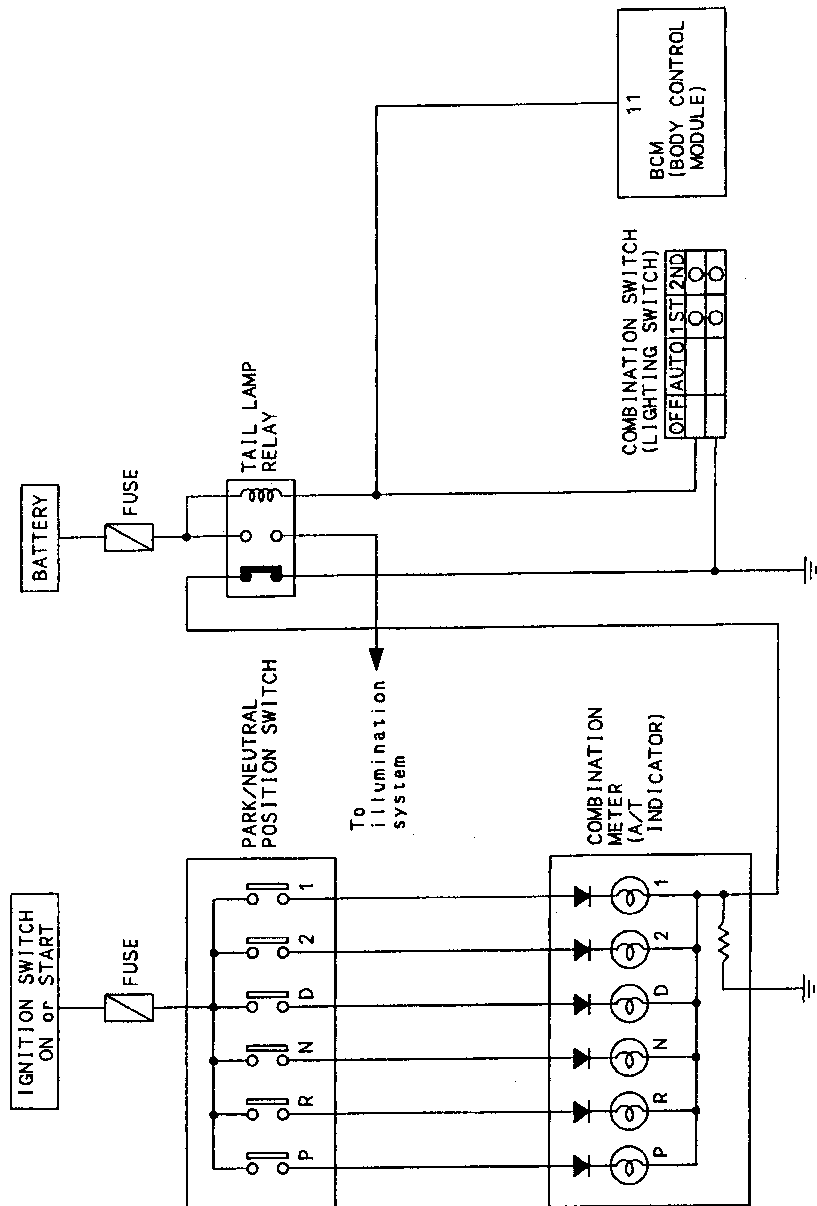 IGNITION SWITCH
ON or START
FUSE
BATTERY
FUSE
PARK/NEUTRAL
POSITION SWITCH
P
R
N
D
2
1
TAIL LAMP
RELAY
To
illumination
system
COMBINATION
METER
(A/T
INDICATOR)
P
R
N
D
2
1
COMBINATION SWITCH
(LIGHTING SWITCH)
OFF AUTO 1ST 2ND
11
BCM
(BODY CONTROL
MODULE)